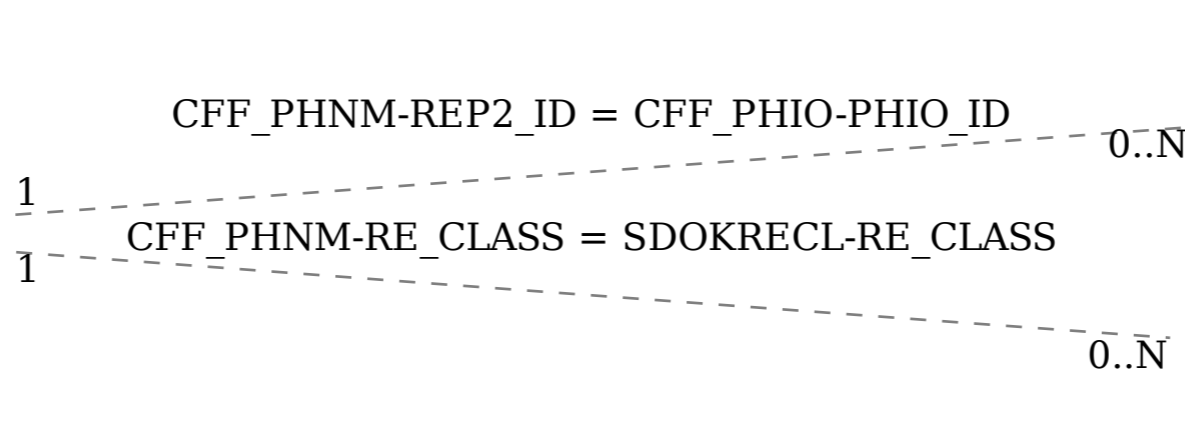 CFF_PHNM-REP2_ID = CFF_PHIO-PHIO_ID
0..N
1
CFF_PHNM-RE_CLASS = SDOKRECL-RE_CLASS
1
0..N